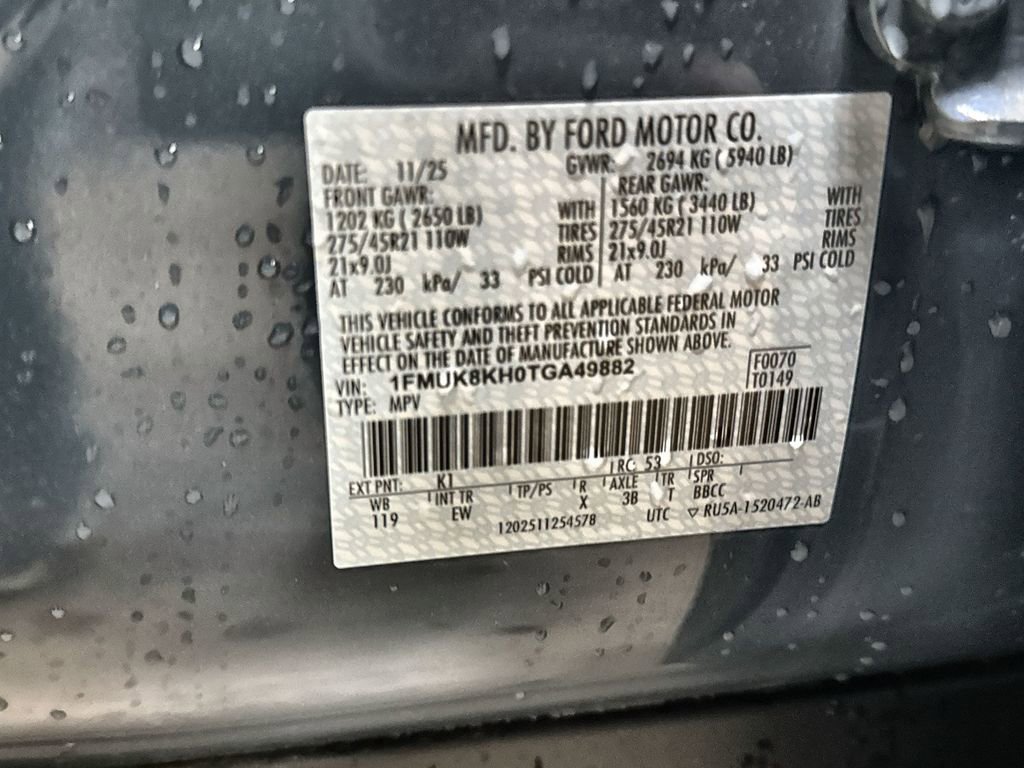 MFD. BY FORD MOTOR CO.
DATE: 11/25 GVWR: 2694 KG ( 5940 LB)
FRONT GAWR: REAR GAWR:
1202 KG ( 2650 LB) WITH 1560 KG ( 3440 LB) WITH
275/45R21 110W TIRES 275/45R21 110W TIRES
21x9.0J RIMS 21x9.0J RIMS
AT 230 kPa/ 33 PSI COLD AT 230 kPa/ 33 PSI COLD
THIS VEHICLE CONFORMS TO ALL APPLICABLE FEDERAL MOTOR
VEHICLE SAFETY AND THEFT PREVENTION STANDARDS IN
EFFECT ON THE DATE OF MANUFACTURE SHOWN ABOVE.
VIN: 1FMUK8KH0TGA49882 F0070
TYPE: MPV T0149
EXT PNT: K1 RC: 53 DSO:
WB INT TR TP/PS R AXLE TR SPR
119 EW X 3B T BBCC
1202511254578 UTC ▽ RU5A-1520472-AB